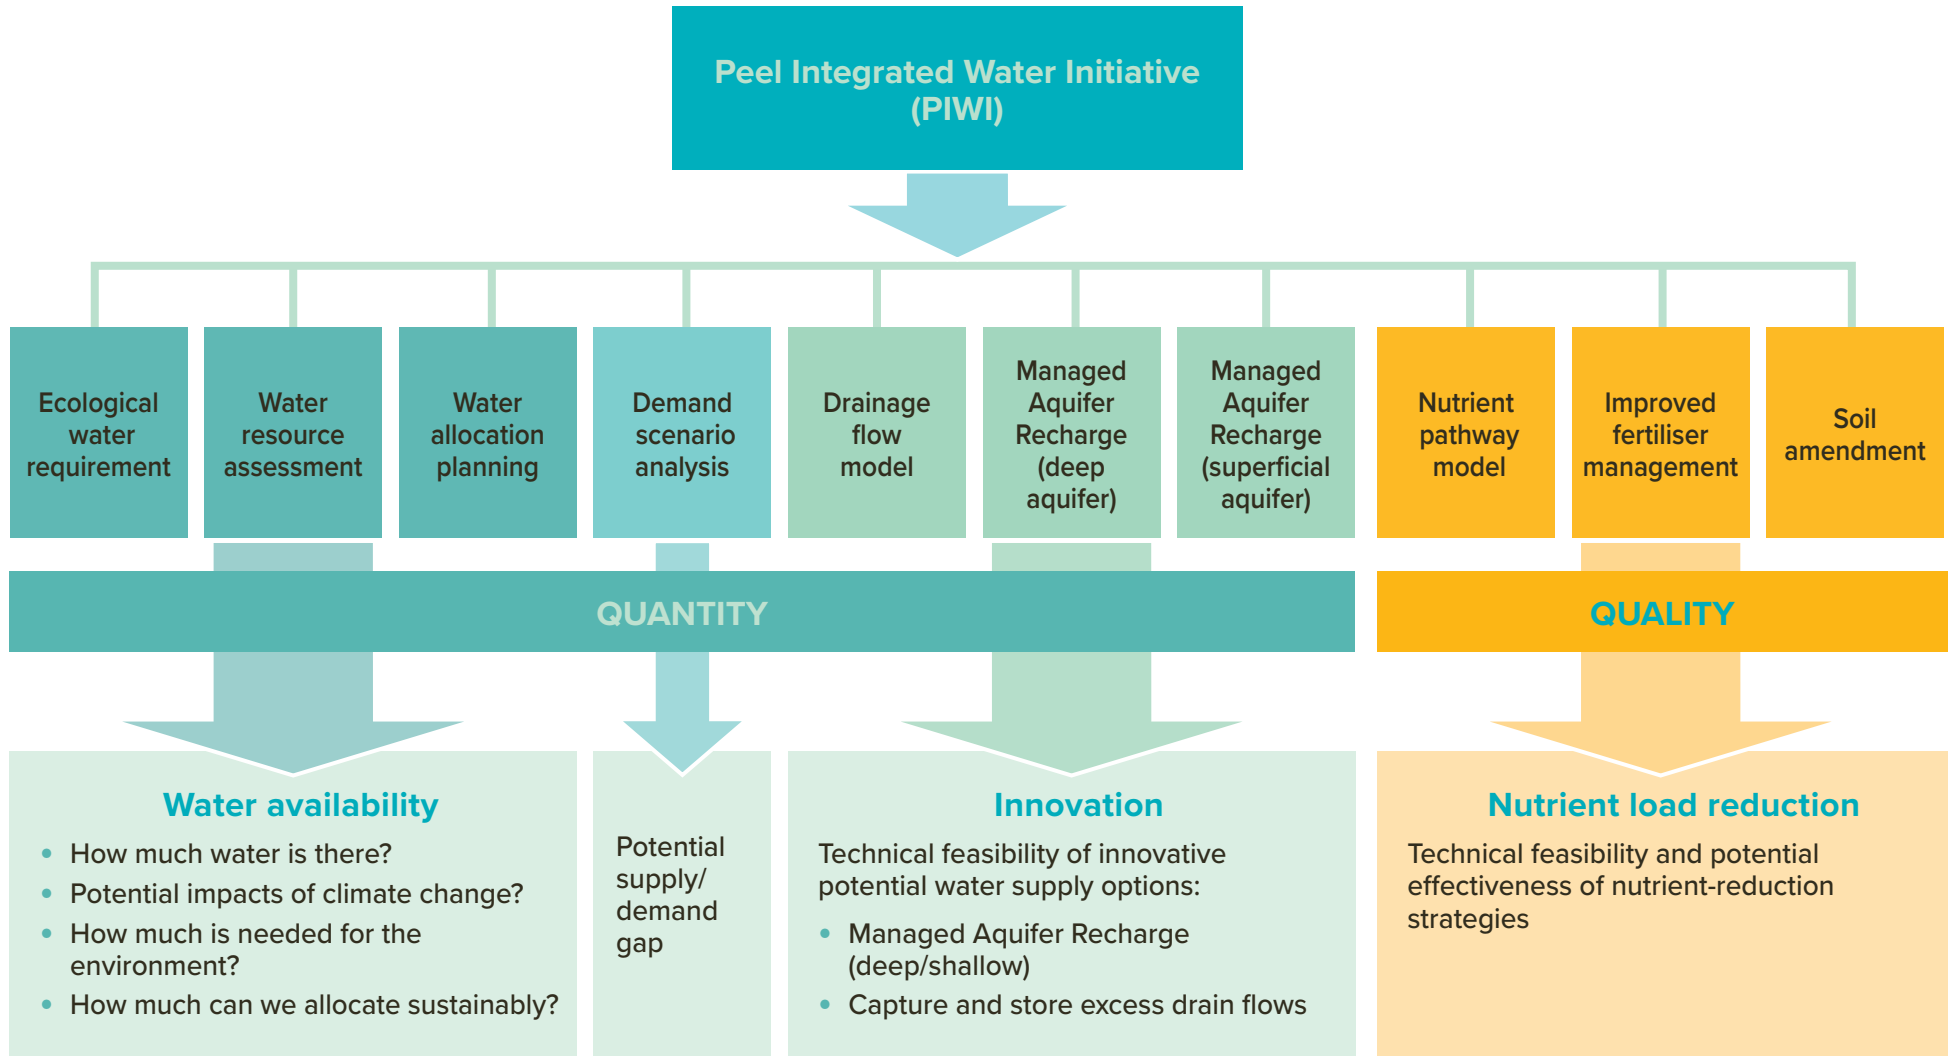 Peel Integrated Water Initiative
(PIWI)
Ecological
water
requirement
Water
resource
assessment
Water
allocation
planning
Demand
scenario
analysis
Drainage
flow
model
Managed
Aquifer
Recharge
(deep
aquifer)
Managed
Aquifer
Recharge
(superficial
aquifer)
Nutrient
pathway
model
Improved
fertiliser
management
Soil
amendment
QUANTITY
QUALITY
Water availability
• How much water is there?
• Potential impacts of climate change?
• How much is needed for the
environment?
• How much can we allocate sustainably?
Potential
supply/
demand
gap
Innovation
Technical feasibility of innovative
potential water supply options:
• Managed Aquifer Recharge
(deep/shallow)
• Capture and store excess drain flows
Nutrient load reduction
Technical feasibility and potential
effectiveness of nutrient-reduction
strategies